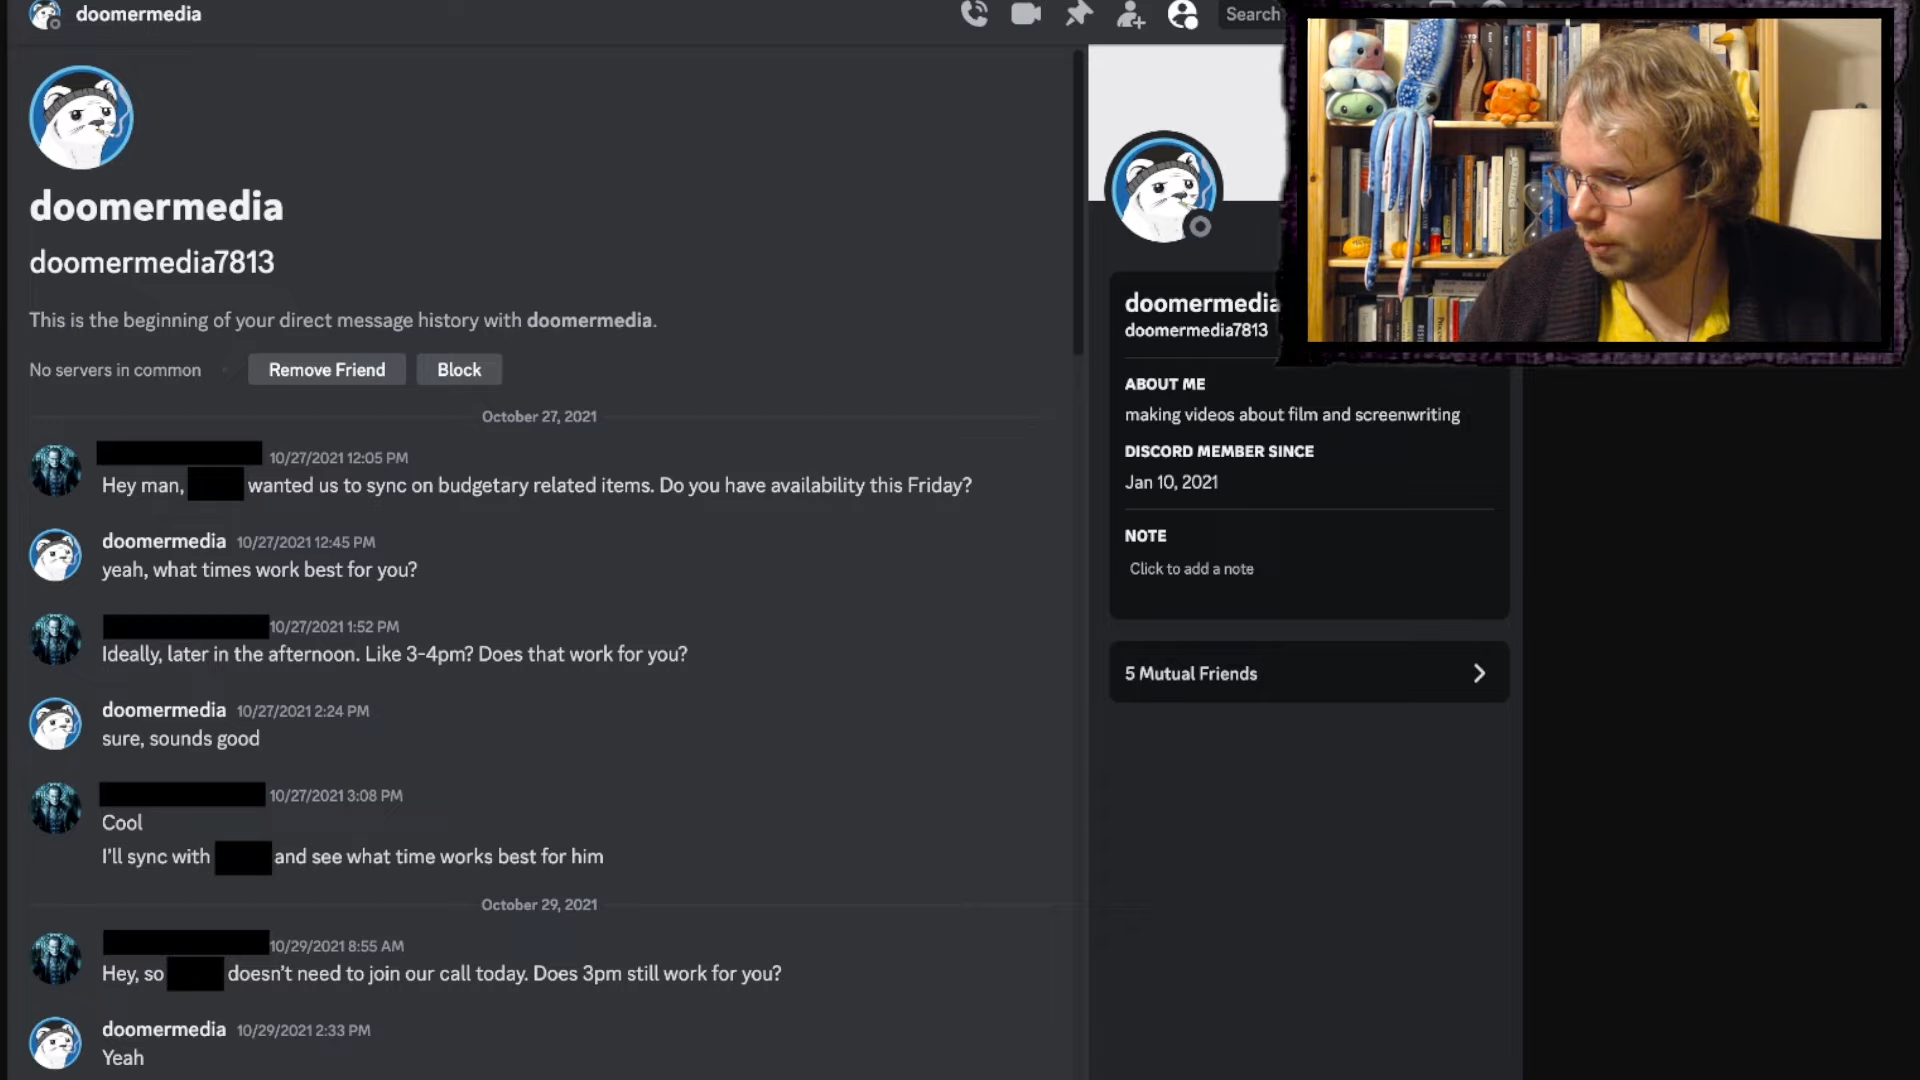 doomermedia
Search
doomermedia
doomermedia7813
This is the beginning of your direct message history with doomermedia.
No servers in common
Remove Friend
Block
October 27, 2021
10/27/2021 12:05 PM
Hey man, wanted us to sync on budgetary related items. Do you have availability this Friday?
doomermedia 10/27/2021 12:45 PM
yeah, what times work best for you?
10/27/2021 1:52 PM
Ideally, later in the afternoon. Like 3-4pm? Does that work for you?
doomermedia 10/27/2021 2:24 PM
sure, sounds good
10/27/2021 3:08 PM
Cool
I'll sync with and see what time works best for him
October 29, 2021
10/29/2021 8:55 AM
Hey, so doesn't need to join our call today. Does 3pm still work for you?
doomermedia 10/29/2021 2:33 PM
Yeah
doomermedia
doomermedia7813
ABOUT ME
making videos about film and screenwriting
DISCORD MEMBER SINCE
Jan 10, 2021
NOTE
Click to add a note
5 Mutual Friends